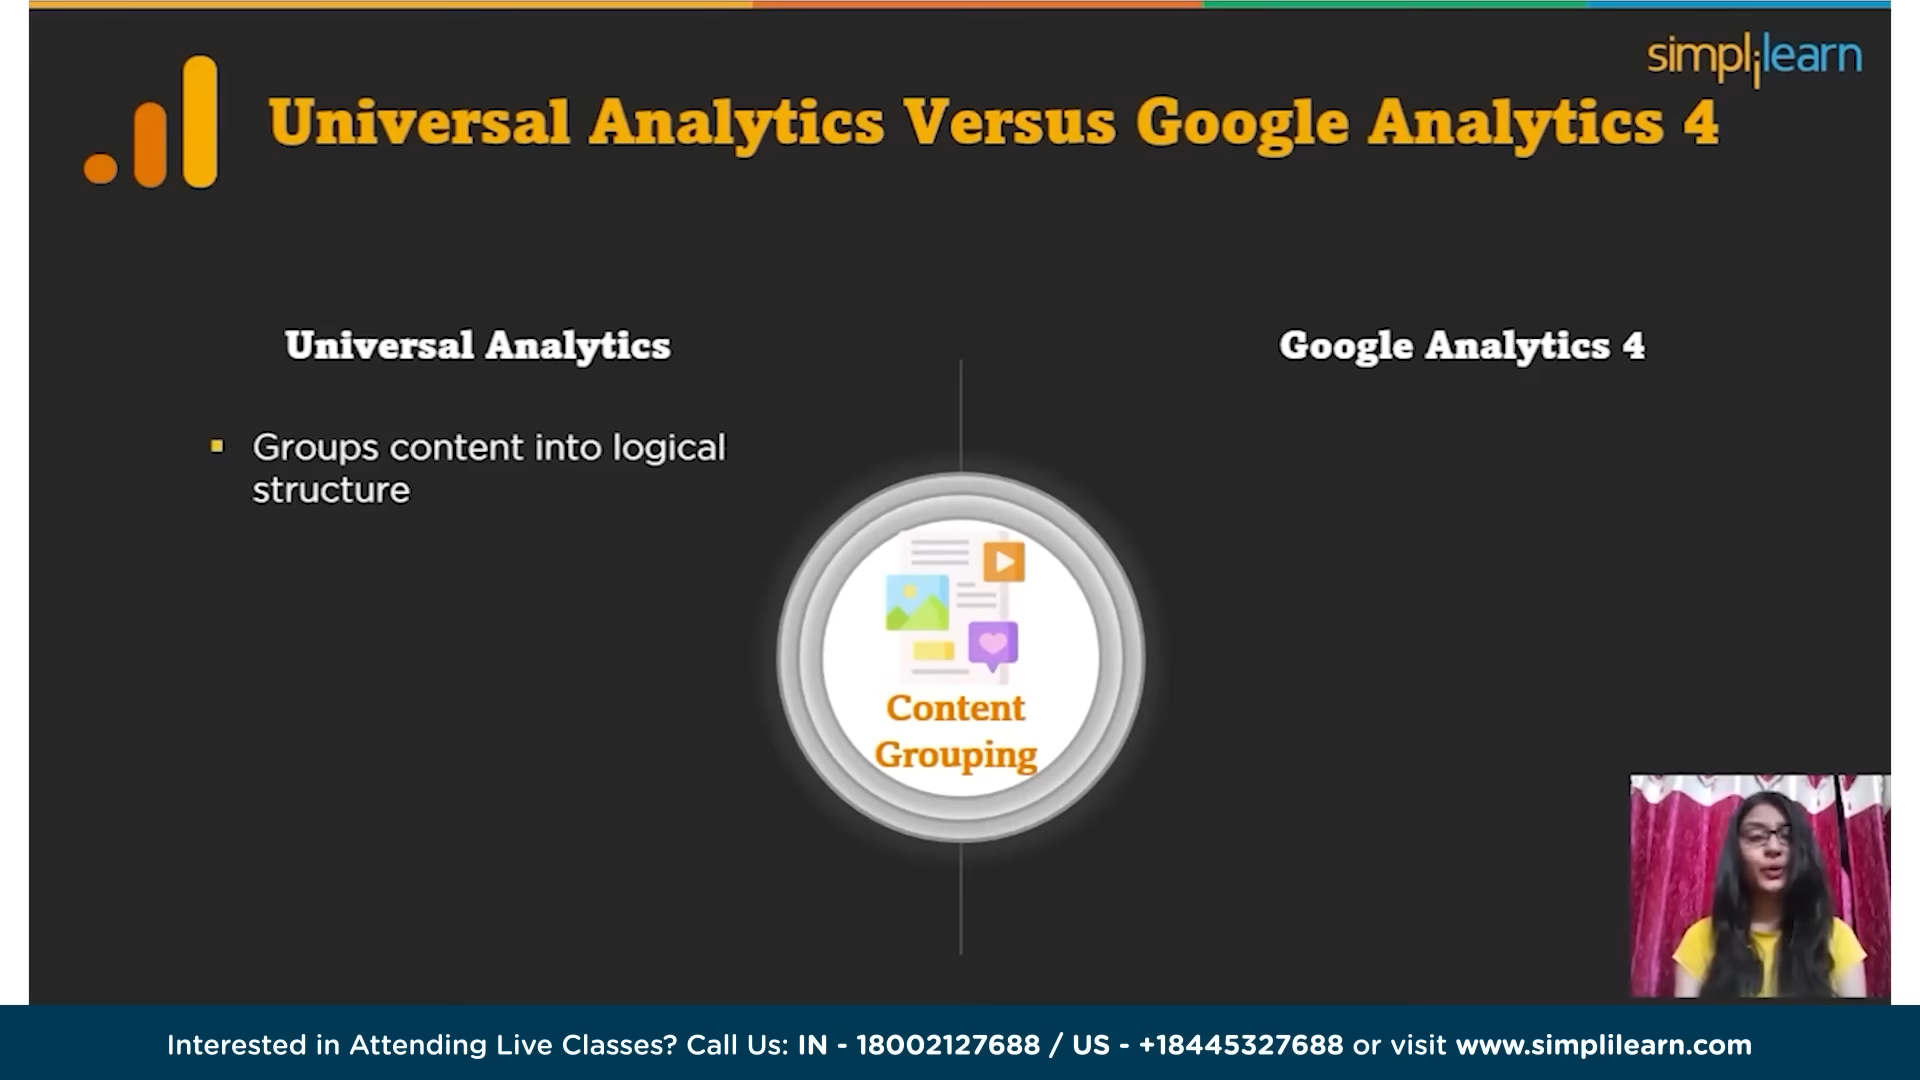 simplilearn
Universal Analytics Versus Google Analytics 4
Universal Analytics
Google Analytics 4
Groups content into logical
structure
Content
Grouping
Interested in Attending Live Classes? Call Us: IN - 18002127688 / US - +18445327688 or visit www.simplilearn.com